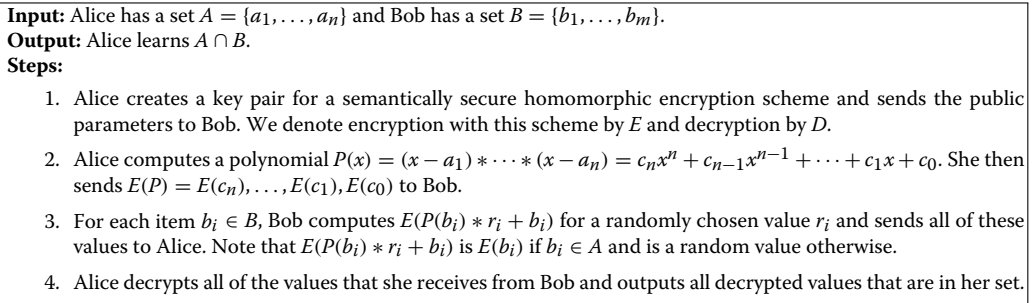 Input: Alice has a set A = {a₁, . . . , aₙ} and Bob has a set B = {b₁, . . . , bₘ}.
Output: Alice learns A ∩ B.
Steps:
1. Alice creates a key pair for a semantically secure homomorphic encryption scheme and sends the public
parameters to Bob. We denote encryption with this scheme by E and decryption by D.
2. Alice computes a polynomial P(x) = (x − a₁) ∗ · · · ∗ (x − aₙ) = cₙxⁿ + cₙ₋₁xⁿ⁻¹ + · · · + c₁x + c₀. She then
sends E(P) = E(cₙ), . . . , E(c₁), E(c₀) to Bob.
3. For each item bᵢ ∈ B, Bob computes E(P(bᵢ) ∗ rᵢ + bᵢ) for a randomly chosen value rᵢ and sends all of these
values to Alice. Note that E(P(bᵢ) ∗ rᵢ + bᵢ) is E(bᵢ) if bᵢ ∈ A and is a random value otherwise.
4. Alice decrypts all of the values that she receives from Bob and outputs all decrypted values that are in her set.